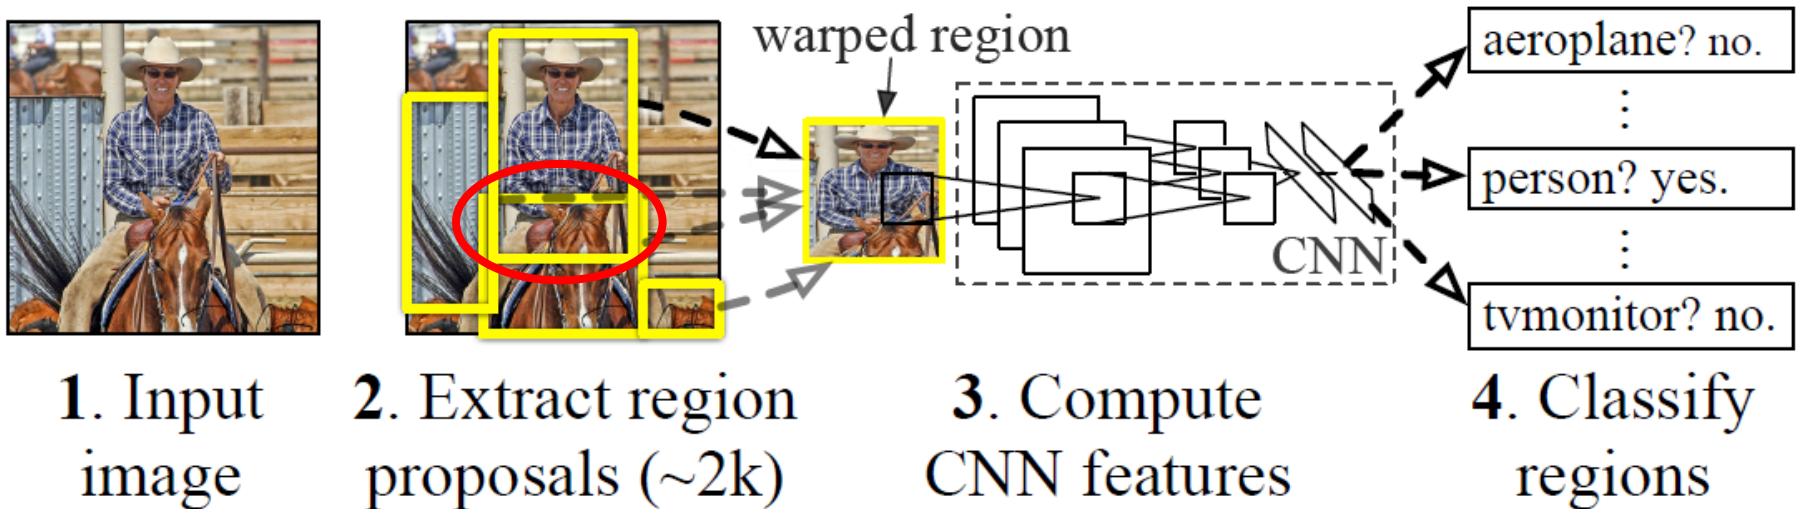 warped region
aeroplane? no.
person? yes.
CNN
tvmonitor? no.
1. Input
image
2. Extract region
proposals (~2k)
3. Compute
CNN features
4. Classify
regions